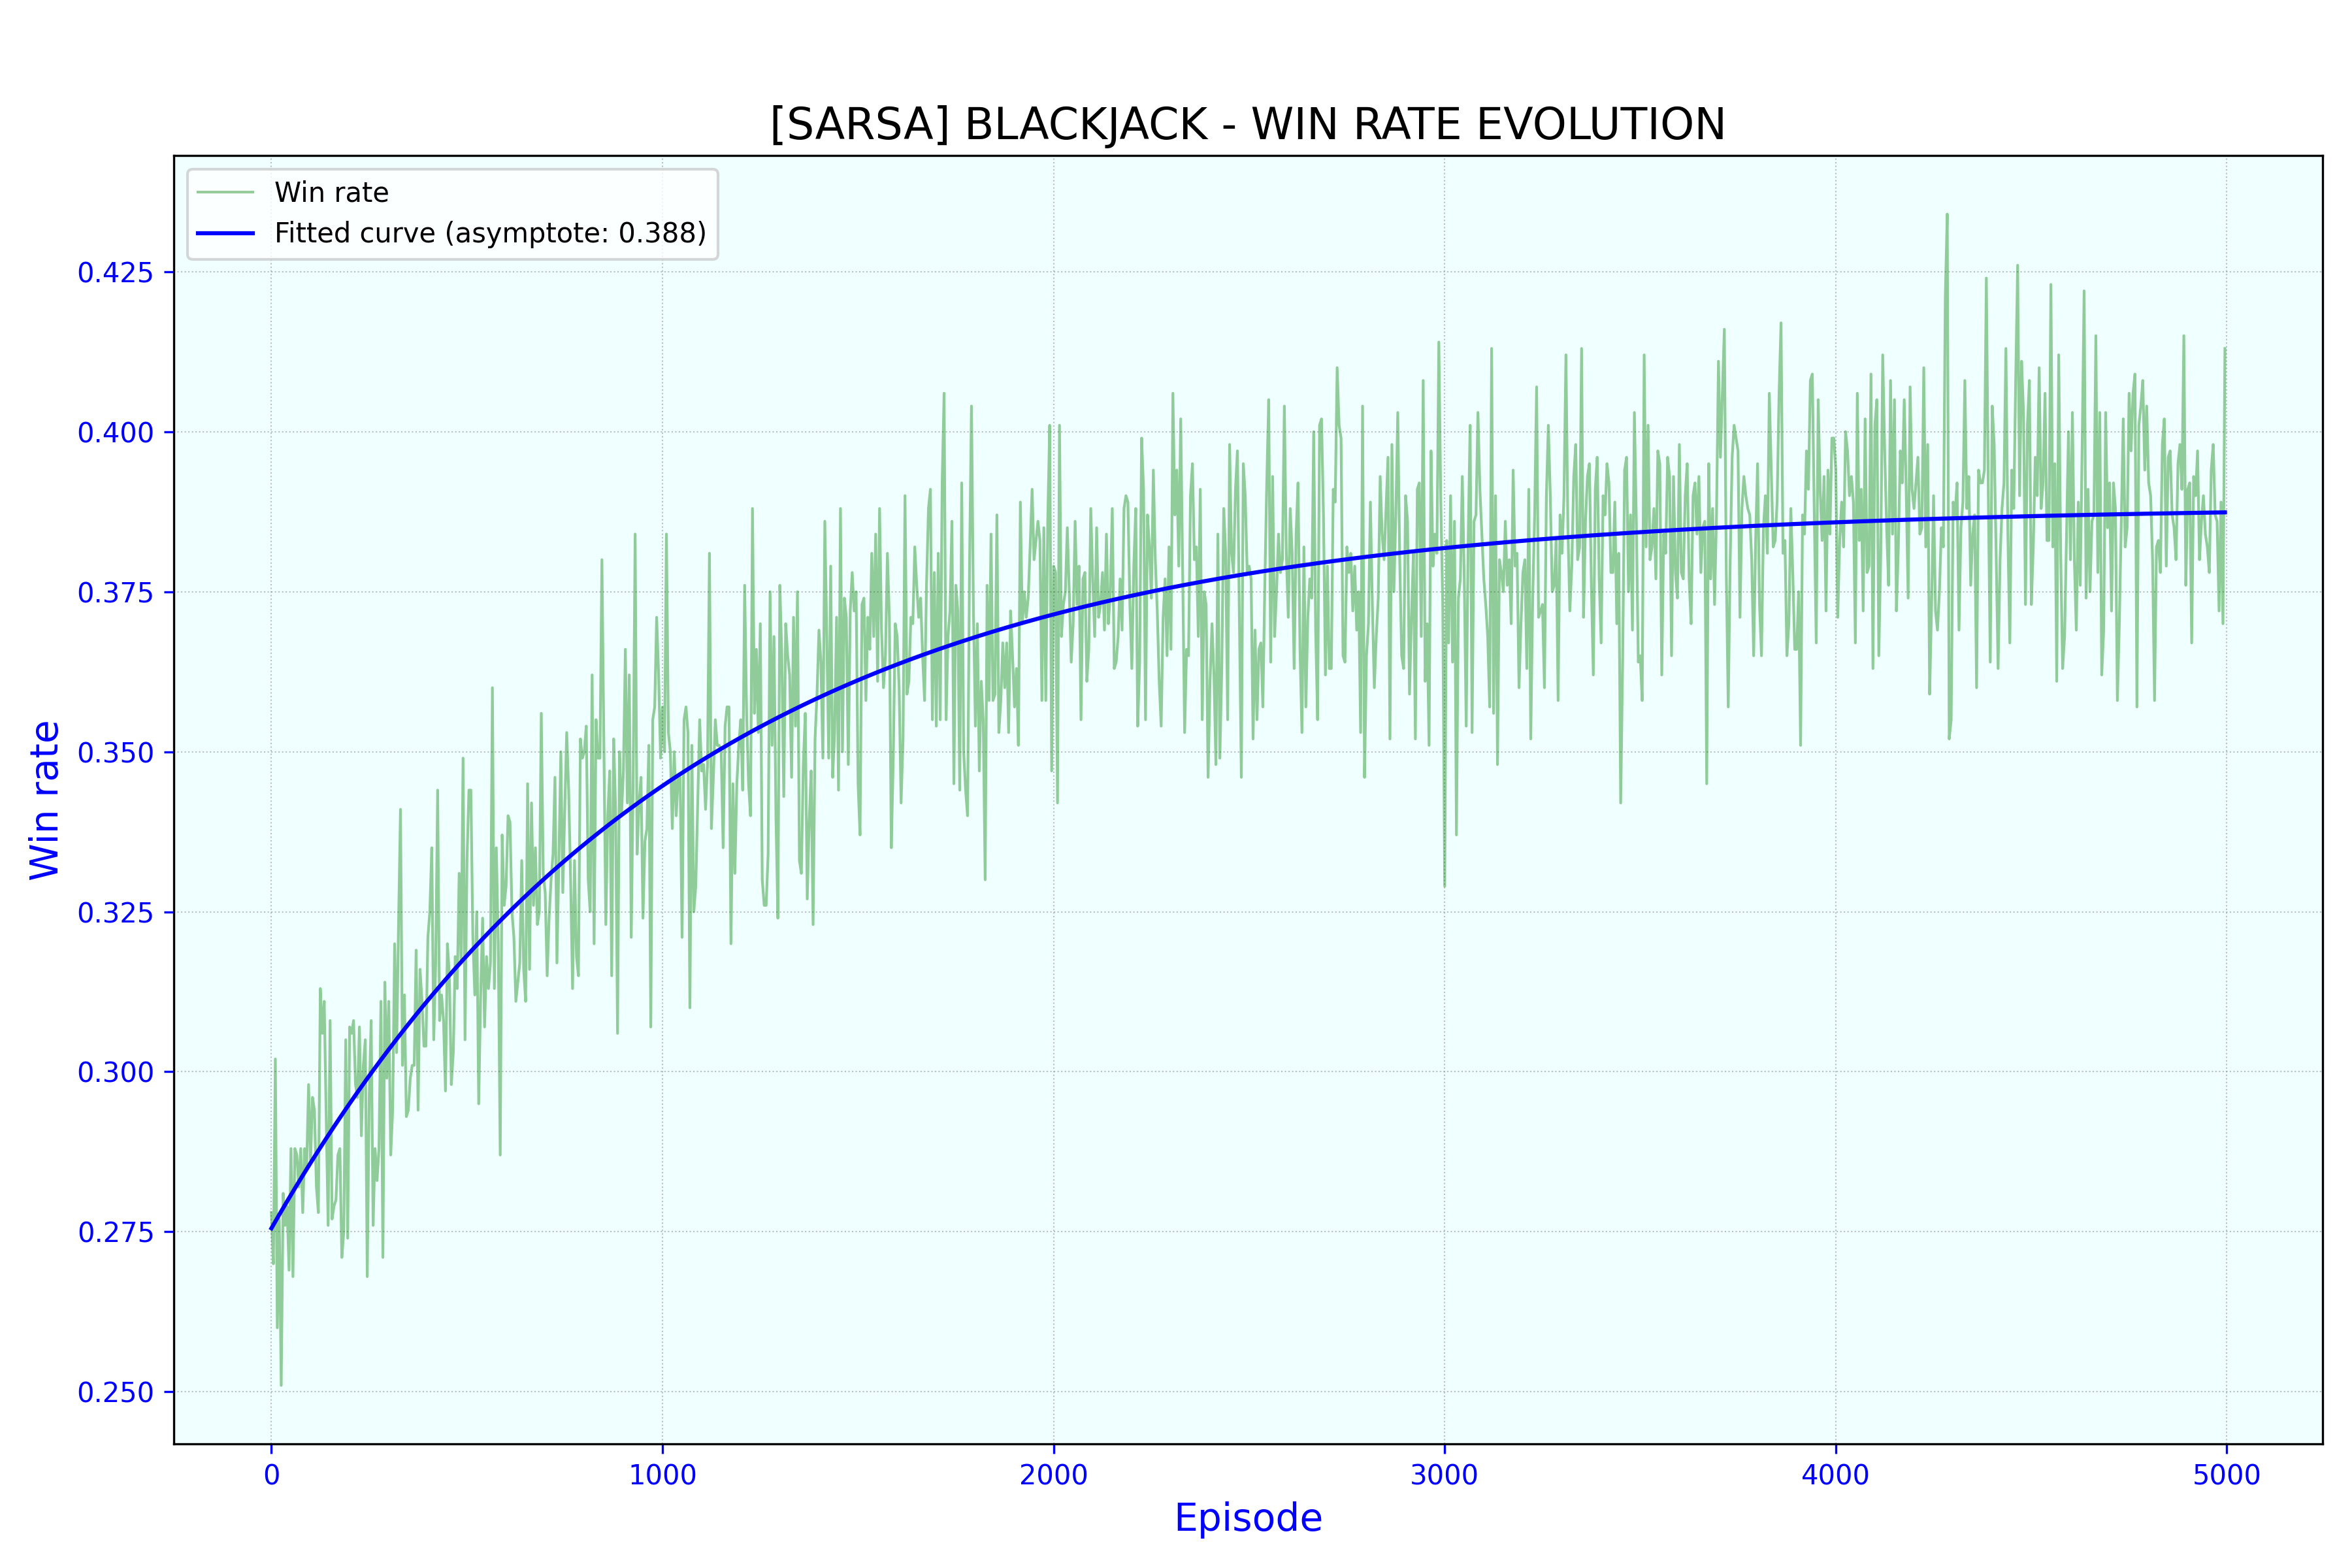 [SARSA] BLACKJACK - WIN RATE EVOLUTION
Win rate
Fitted curve (asymptote: 0.388)
0.425
0.400
0.375
0.350
0.325
0.300
0.275
0.250
Win rate
0 1000 2000 3000 4000 5000
Episode